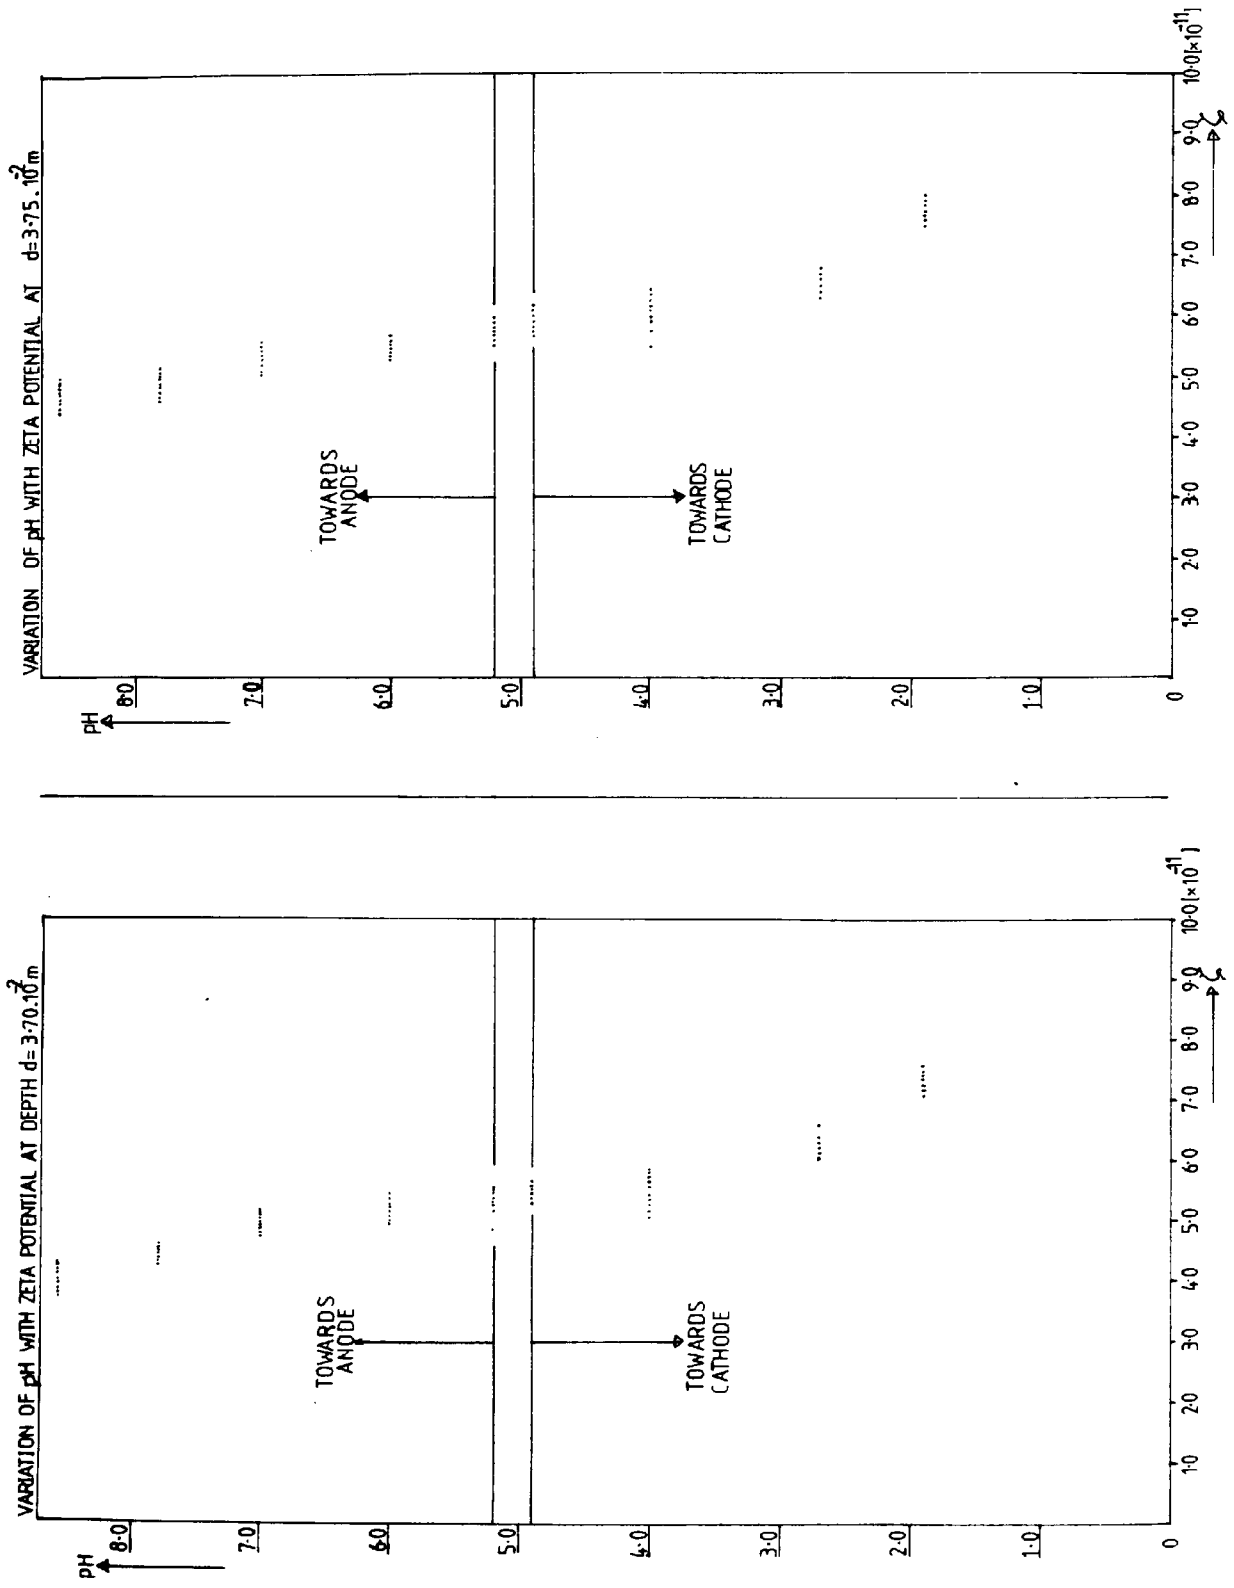 VARIATION OF pH WITH ZETA POTENTIAL AT DEPTH d=3·70.10⁻² m
pH
8·0
7·0
6·0
5·0
4·0
3·0
2·0
1·0
0
TOWARDS
ANODE
TOWARDS
CATHODE
1·0 2·0 3·0 4·0 5·0 6·0 7·0 8·0 9·0 10·0 [×10⁻¹¹]
ζ
VARIATION OF pH WITH ZETA POTENTIAL AT d=3·75.10⁻² m
pH
8·0
7·0
6·0
5·0
4·0
3·0
2·0
1·0
0
TOWARDS
ANODE
TOWARDS
CATHODE
1·0 2·0 3·0 4·0 5·0 6·0 7·0 8·0 9·0 10·0 [×10⁻¹¹]
ζ